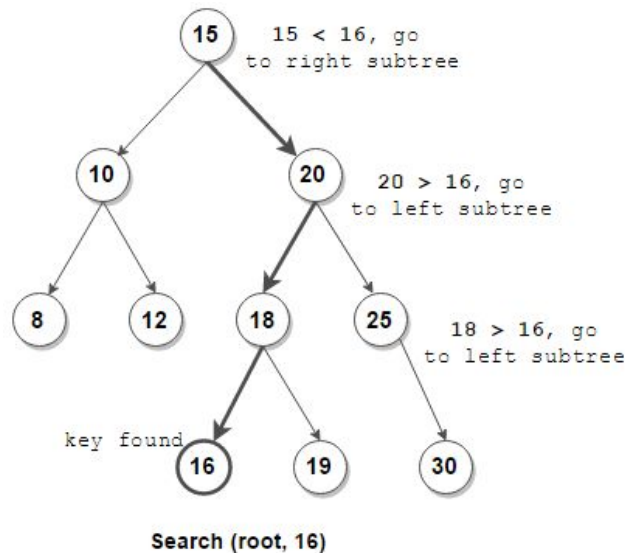 15
15 < 16, go
to right subtree
10
20
20 > 16, go
to left subtree
8
12
18
25
18 > 16, go
to left subtree
key found
16
19
30
Search (root, 16)